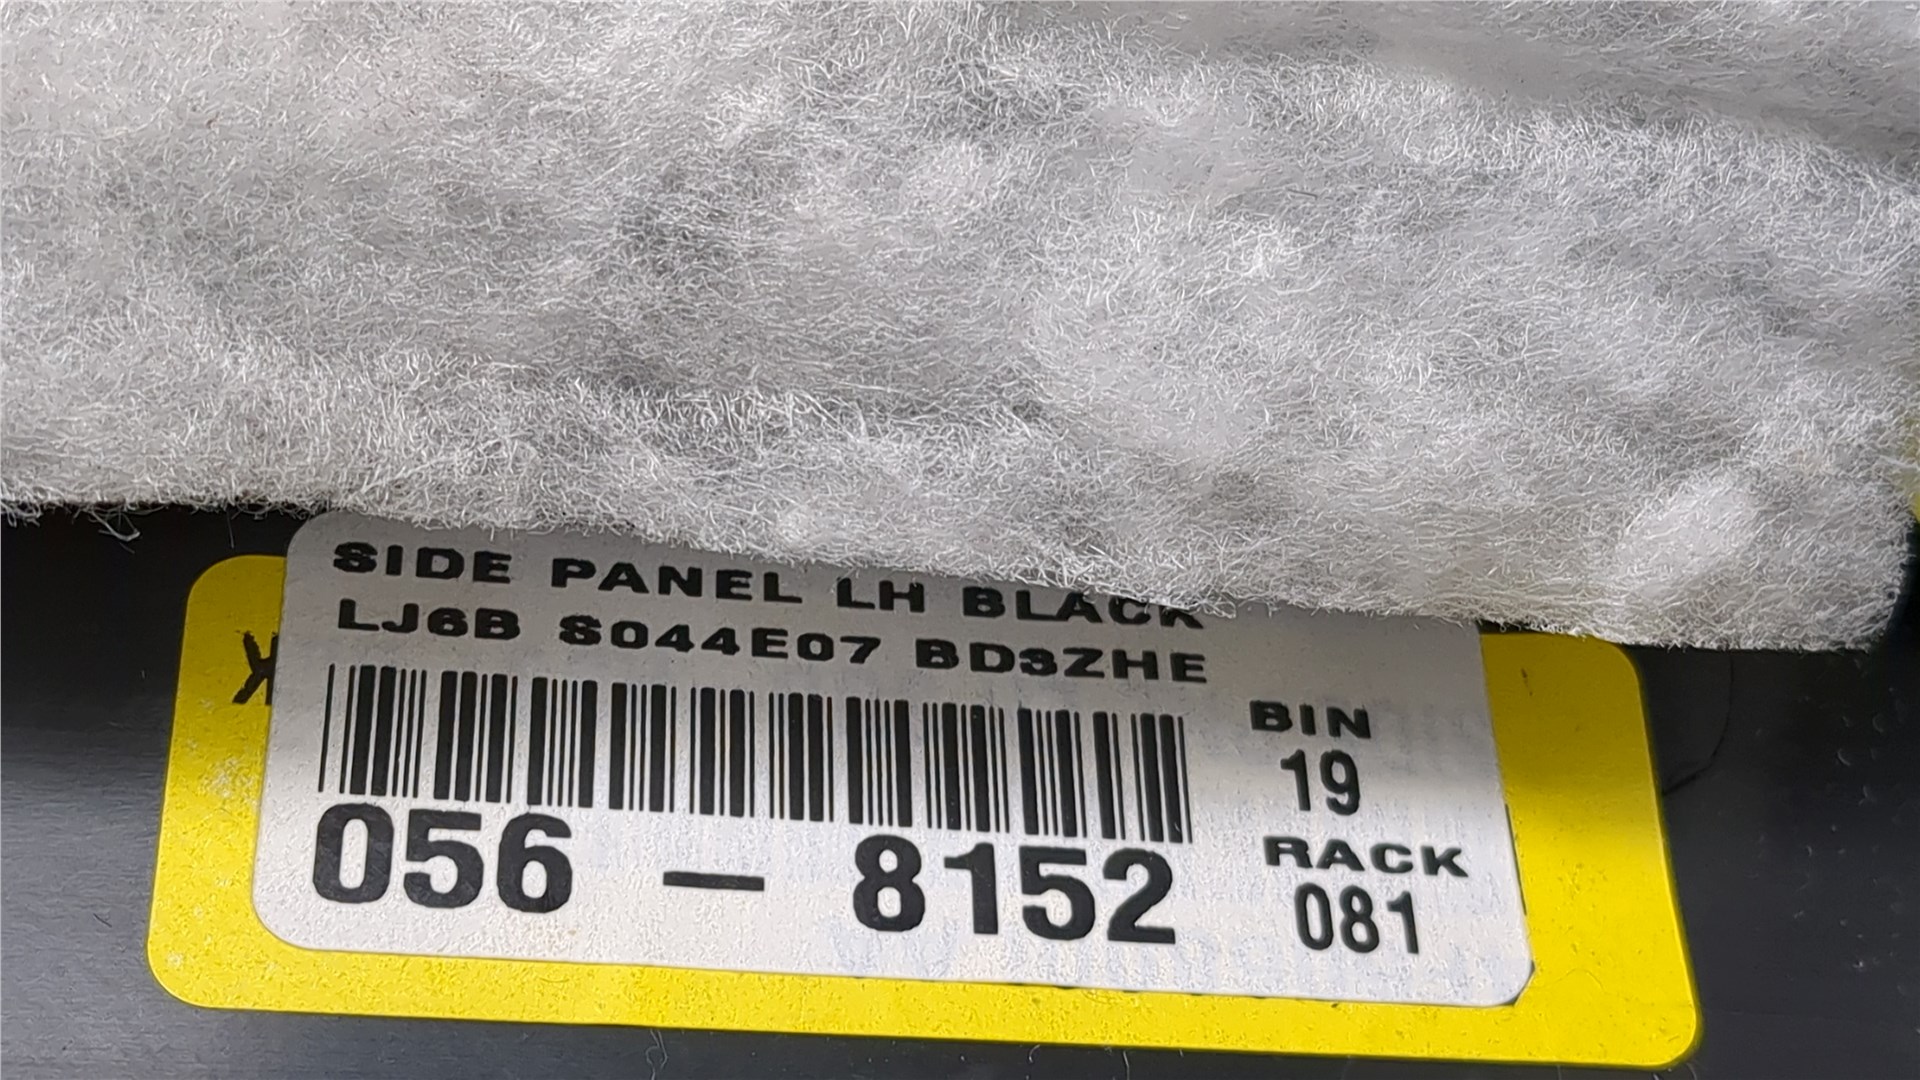 SIDE PANEL LH BLACK
LJ6B S044E07 BD3ZHE
BIN
19
056 - 8152
RACK
081